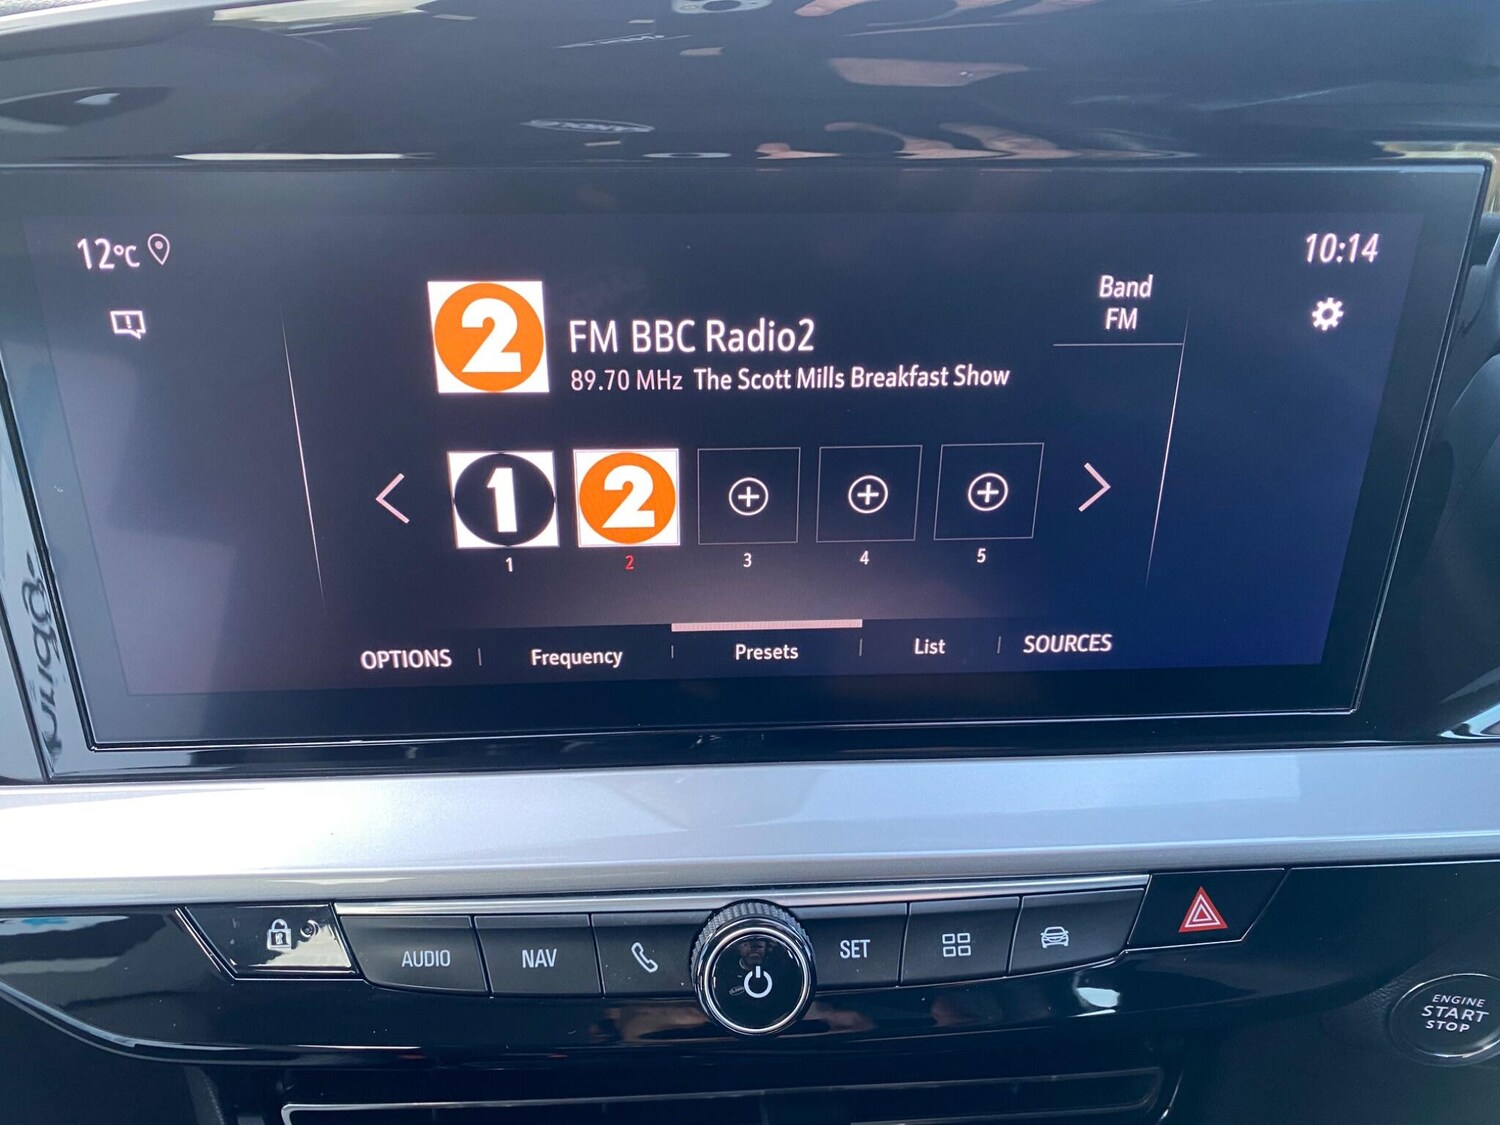 12°C
10:14
Band
FM
2
FM BBC Radio2
89.70 MHz The Scott Mills Breakfast Show
1 2
1 2 3 4 5
OPTIONS Frequency Presets List SOURCES
AUDIO NAV SET
ENGINE
START
STOP